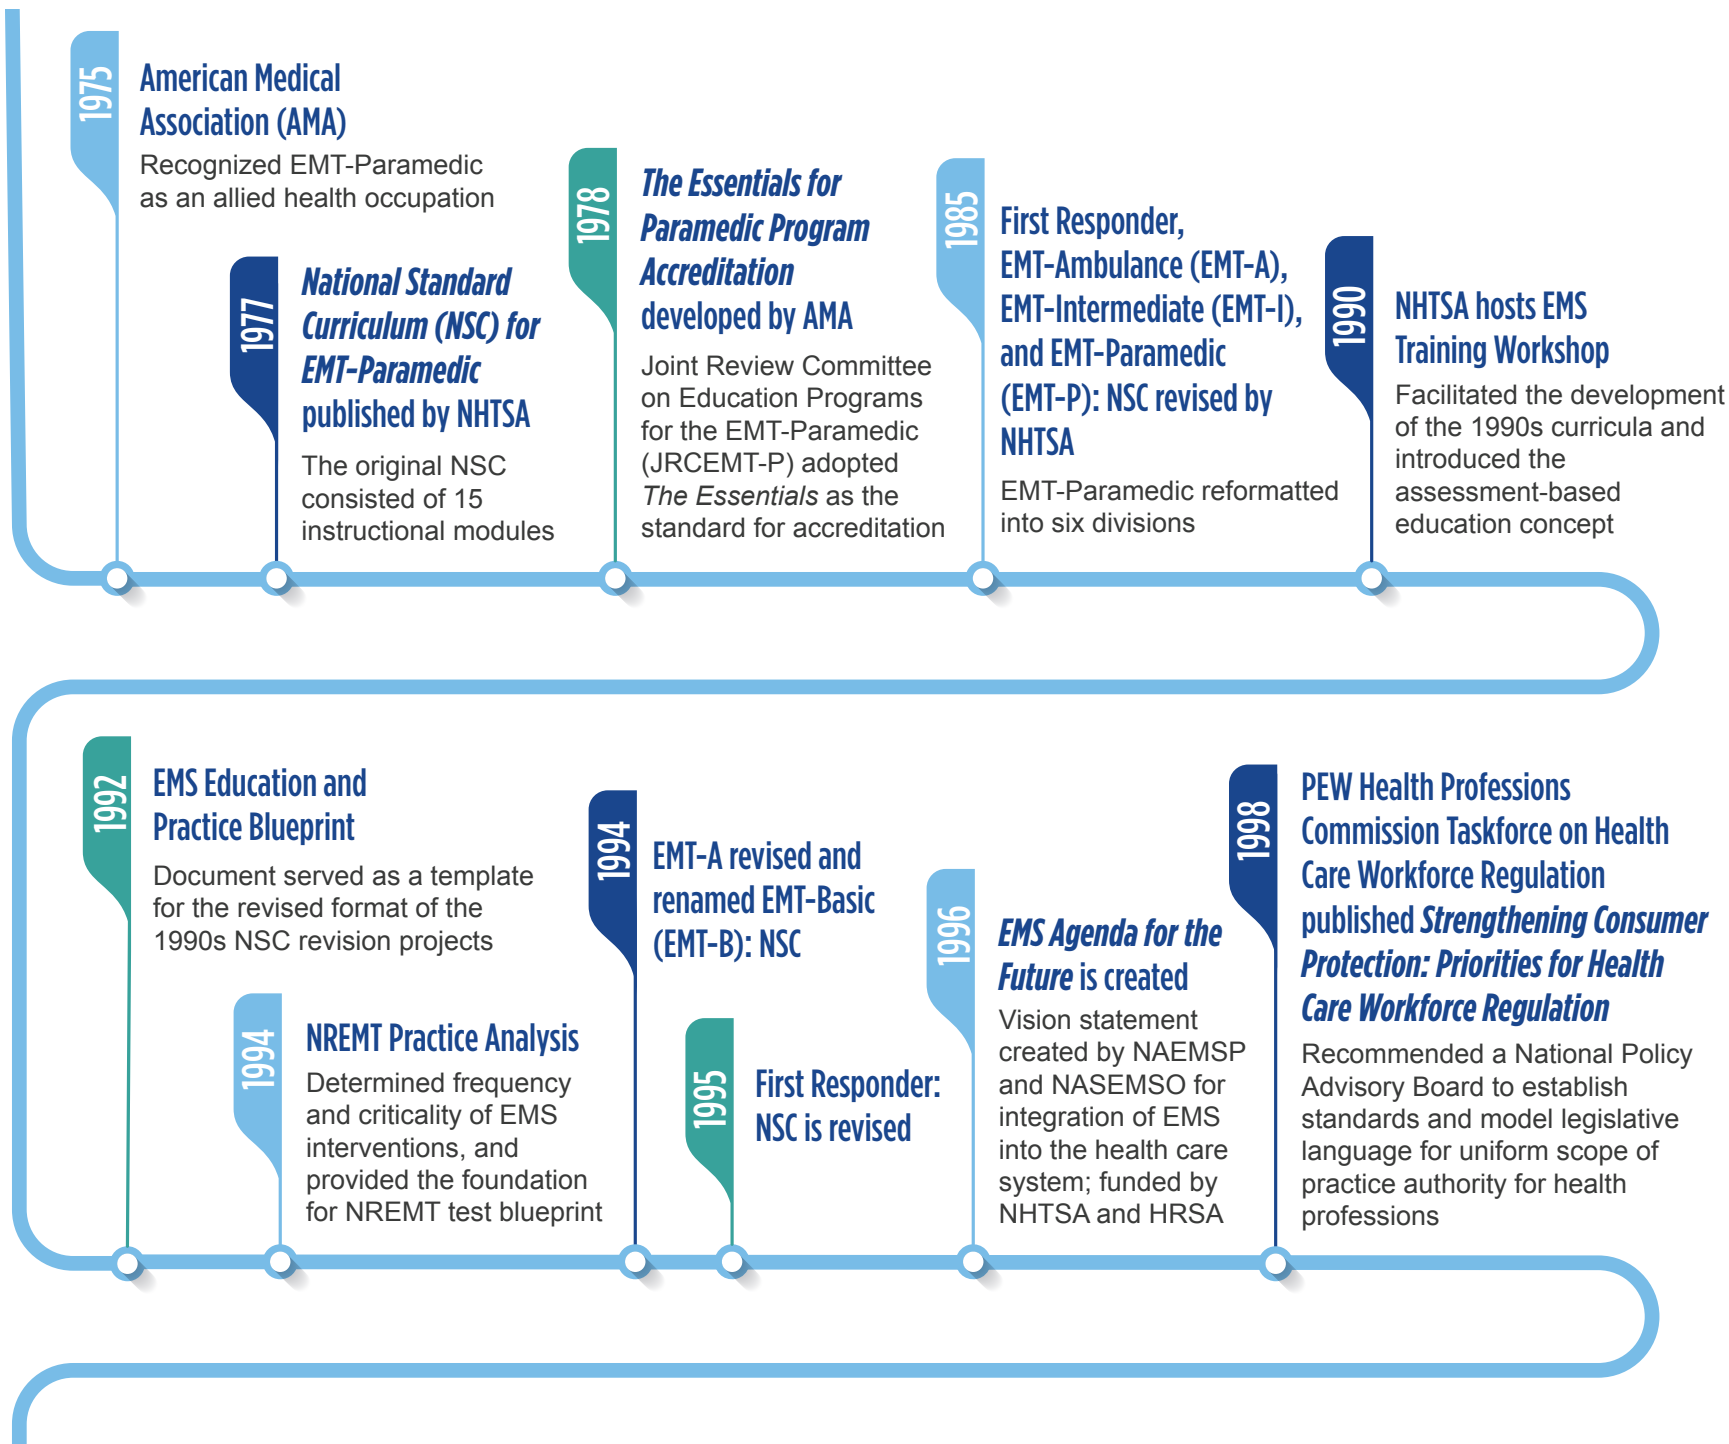 1975
American Medical
Association (AMA)
Recognized EMT-Paramedic
as an allied health occupation
1977
National Standard
Curriculum (NSC) for
EMT-Paramedic
published by NHTSA
The original NSC
consisted of 15
instructional modules
1978
The Essentials for
Paramedic Program
Accreditation
developed by AMA
Joint Review Committee
on Education Programs
for the EMT-Paramedic
(JRCEMT-P) adopted
The Essentials as the
standard for accreditation
1985
First Responder,
EMT-Ambulance (EMT-A),
EMT-Intermediate (EMT-I),
and EMT-Paramedic
(EMT-P): NSC revised by
NHTSA
EMT-Paramedic reformatted
into six divisions
1990
NHTSA hosts EMS
Training Workshop
Facilitated the development
of the 1990s curricula and
introduced the
assessment-based
education concept
1992
EMS Education and
Practice Blueprint
Document served as a template
for the revised format of the
1990s NSC revision projects
1994
NREMT Practice Analysis
Determined frequency
and criticality of EMS
interventions, and
provided the foundation
for NREMT test blueprint
1994
EMT-A revised and
renamed EMT-Basic
(EMT-B): NSC
1995
First Responder:
NSC is revised
1996
EMS Agenda for the
Future is created
Vision statement
created by NAEMSP
and NASEMSO for
integration of EMS
into the health care
system; funded by
NHTSA and HRSA
1998
PEW Health Professions
Commission Taskforce on Health
Care Workforce Regulation
published Strengthening Consumer
Protection: Priorities for Health
Care Workforce Regulation
Recommended a National Policy
Advisory Board to establish
standards and model legislative
language for uniform scope of
practice authority for health
professions